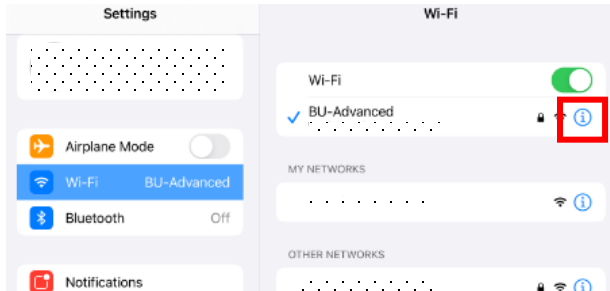 Settings
Airplane Mode
Wi-Fi BU-Advanced
Bluetooth Off
Notifications
Wi-Fi
Wi-Fi
BU-Advanced
MY NETWORKS
OTHER NETWORKS